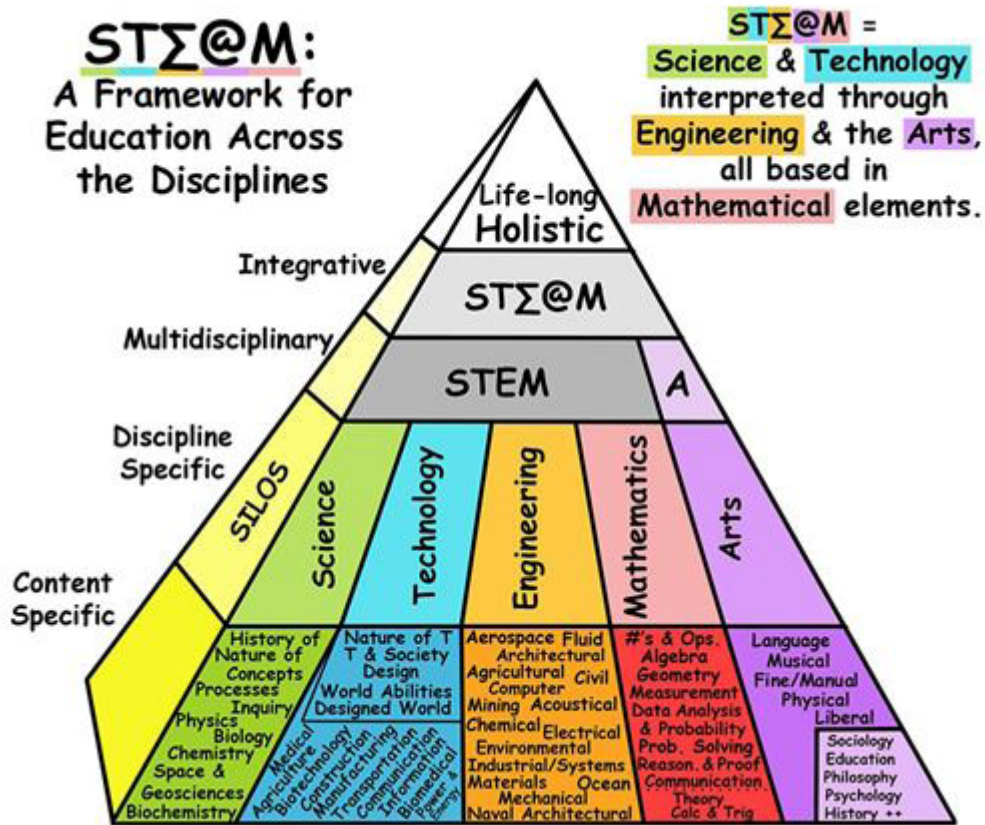 STΣ@M:
A Framework for
Education Across
the Disciplines
STΣ@M =
Science & Technology
interpreted through
Engineering & the Arts,
all based in
Mathematical elements.
Life-long
Holistic
Integrative
STΣ@M
Multidisciplinary
STEM
A
Discipline
Specific
SILOS
Science
Technology
Engineering
Mathematics
Arts
Content
Specific
History of
Nature of
Concepts
Processes
Inquiry
Physics
Biology
Chemistry
Space &
Geosciences
Biochemistry
Nature of T
T & Society
Design
World Abilities
Designed World
Medical
Agriculture
Biotechnology
Construction
Manufacturing
Transportation
Communication
Information
Biomedical
Power &
Energy
Aerospace Fluid
Architectural
Agricultural Civil
Computer
Mining Acoustical
Chemical Electrical
Environmental
Industrial/Systems
Materials Ocean
Mechanical
Naval Architectural
#'s & Ops.
Algebra
Geometry
Measurement
Data Analysis
& Probability
Prob. Solving
Reason. & Proof
Communication
Theory
Calc & Trig
Language
Musical
Fine/Manual
Physical
Liberal
Sociology
Education
Philosophy
Psychology
History ++